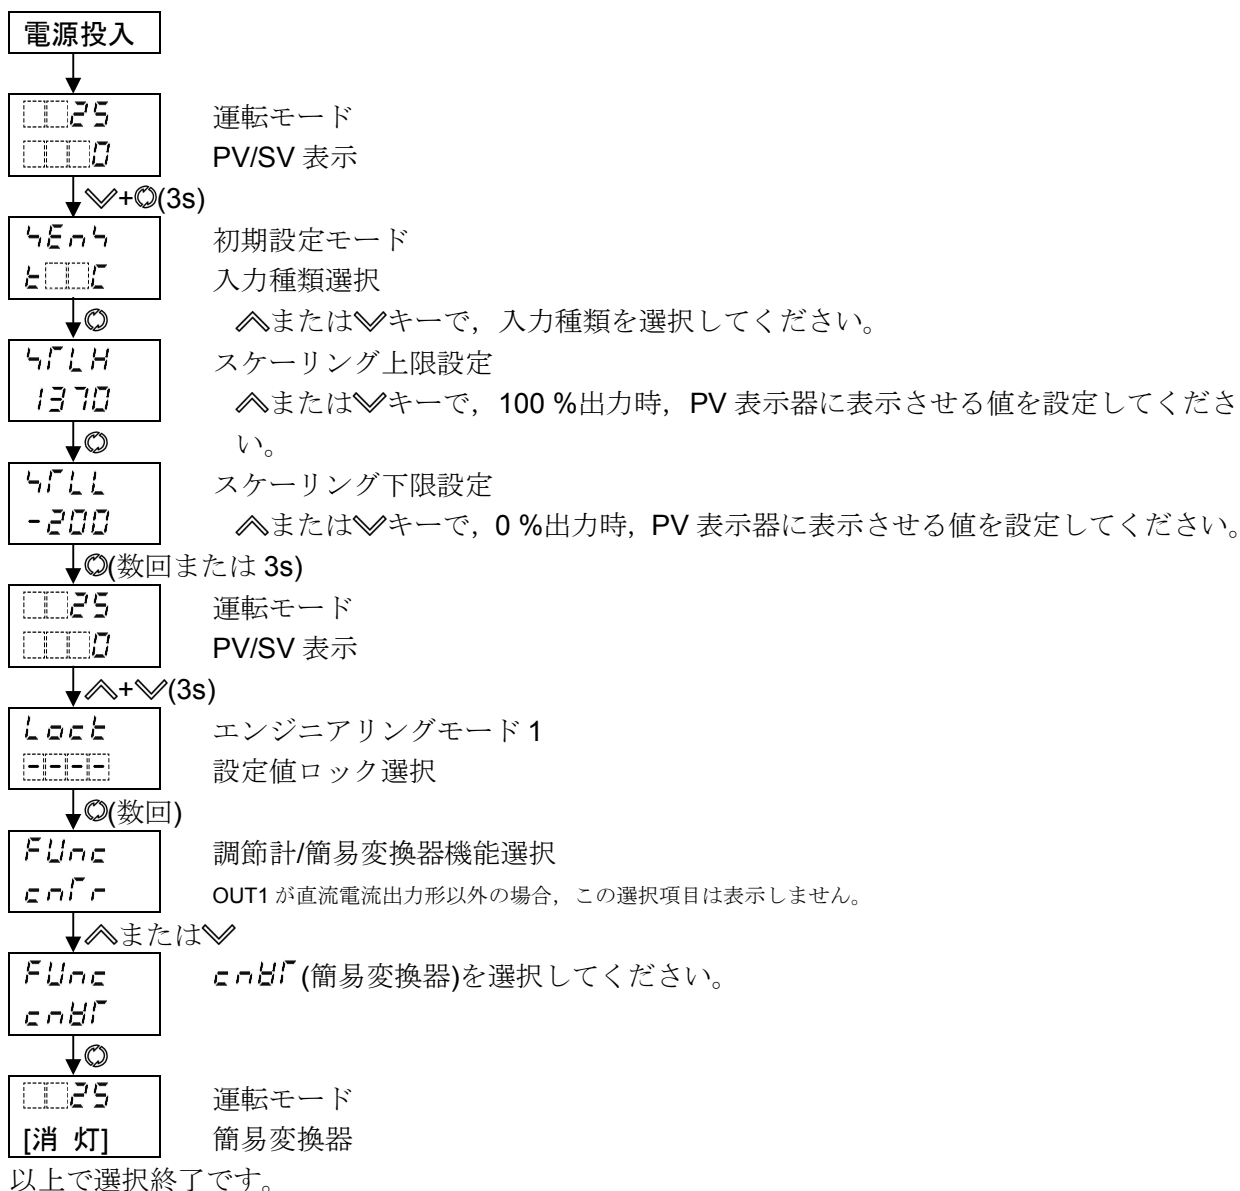 電源投入
25
0
運転モード
PV/SV 表示
+ (3s)
SEnS
t C
初期設定モード
入力種類選択
またはキーで，入力種類を選択してください。
STLH
1370
スケーリング上限設定
またはキーで，100 %出力時，PV 表示器に表示させる値を設定してくださ
い。
STLL
-200
スケーリング下限設定
またはキーで，0 %出力時，PV 表示器に表示させる値を設定してください。
(数回または 3s)
25
0
運転モード
PV/SV 表示
+ (3s)
Lock
----
エンジニアリングモード 1
設定値ロック選択
(数回)
FUnc
cnTr
調節計/簡易変換器機能選択
OUT1 が直流電流出力形以外の場合，この選択項目は表示しません。
または
FUnc
cnVT
cnVT (簡易変換器)を選択してください。
25
[消 灯]
運転モード
簡易変換器
以上で選択終了です。